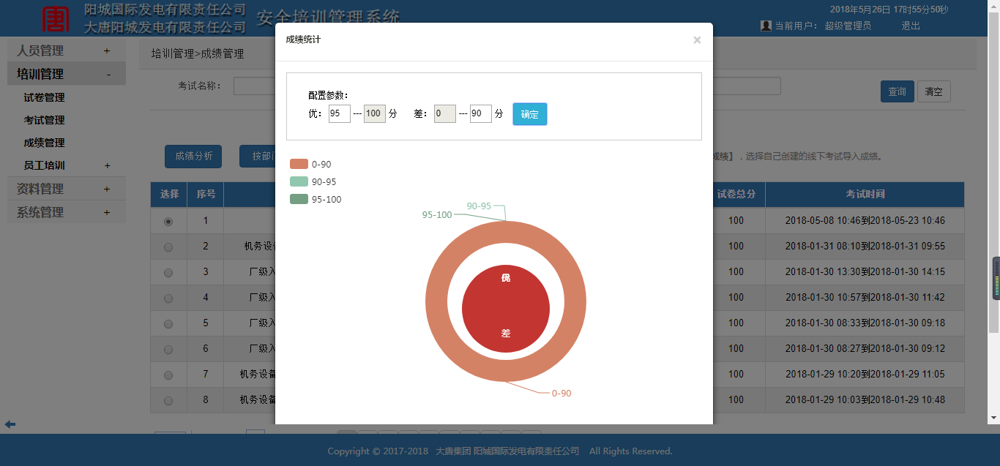 阳城国际发电有限责任公司
大唐阳城发电有限责任公司
安全培训管理系统
2018年5月26日 17时55分50秒
当前用户： 超级管理员 退出
人员管理 +
培训管理 -
试卷管理
考试管理
成绩管理
员工培训 +
资料管理 +
系统管理 +
培训管理>成绩管理
考试名称：
查询 清空
成绩分析 按部
成绩】，选择自己创建的线下考试导入成绩。
成绩统计 ×
配置参数：
优： 95 --- 100 分 差： 0 --- 90 分 确定
0-90
90-95
95-100
90-95
95-100
差
0-90
选择 序号 试卷总分 考试时间
1 100 2018-05-08 10:46到2018-05-23 10:46
2 机务设备 100 2018-01-31 08:10到2018-01-31 09:55
3 厂级入 100 2018-01-30 13:30到2018-01-30 14:15
4 厂级入 100 2018-01-30 10:57到2018-01-30 11:42
5 厂级入 100 2018-01-30 08:33到2018-01-30 09:18
6 厂级入 100 2018-01-30 08:27到2018-01-30 09:12
7 机务设备 100 2018-01-29 10:20到2018-01-29 11:05
8 机务设备 100 2018-01-29 10:03到2018-01-29 10:48
Copyright © 2017-2018 大唐集团 阳城国际发电有限责任公司 All Rights Reserved.